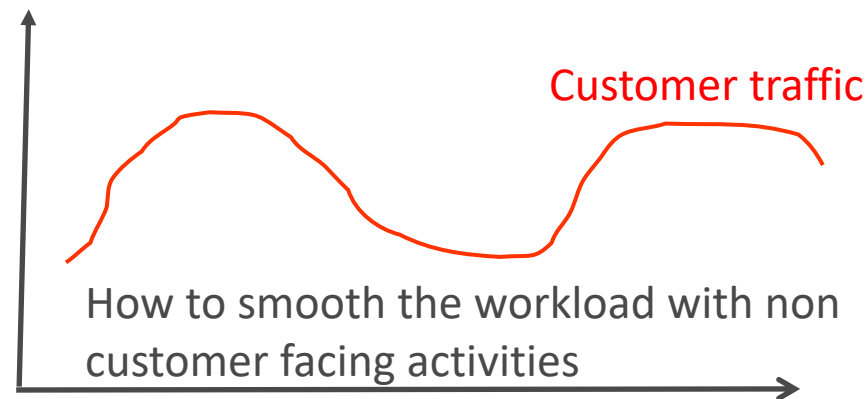 Customer traffic
How to smooth the workload with non
customer facing activities